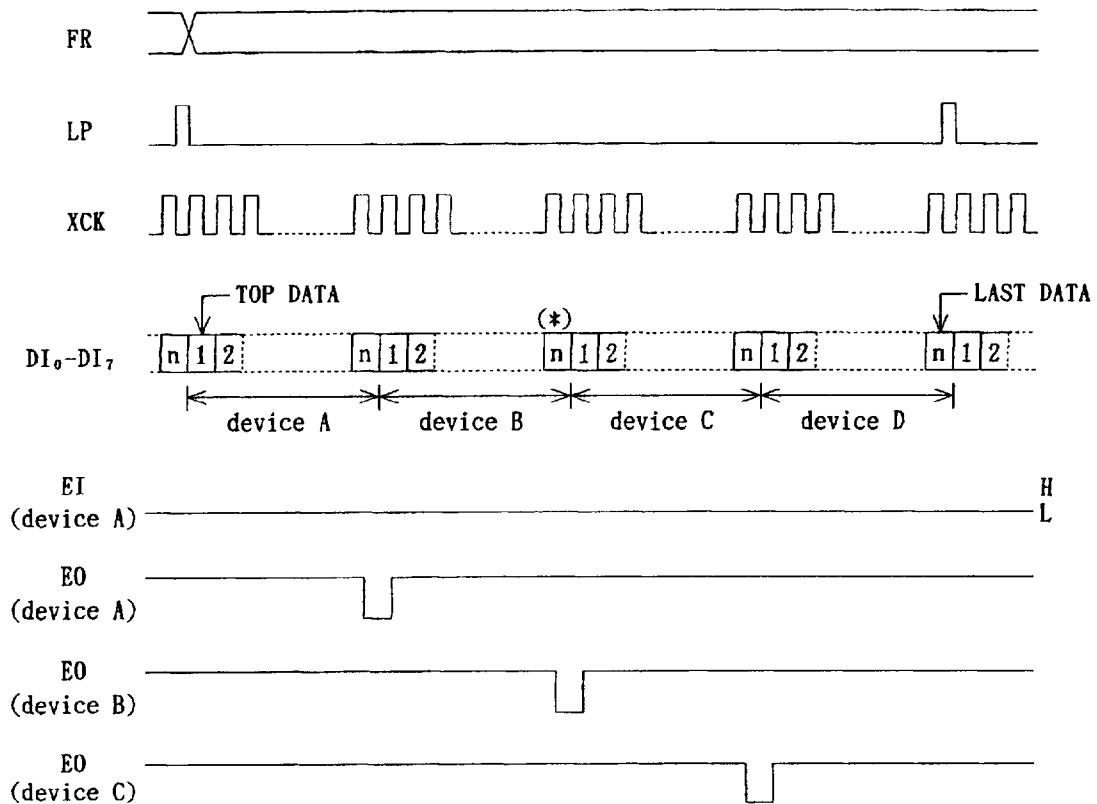 FR
LP
XCK
TOP DATA
LAST DATA
(*)
DI₀-DI₇
n 1 2 n 1 2 n 1 2 n 1 2 n 1 2
device A device B device C device D
EI
(device A)
H
L
EO
(device A)
EO
(device B)
EO
(device C)